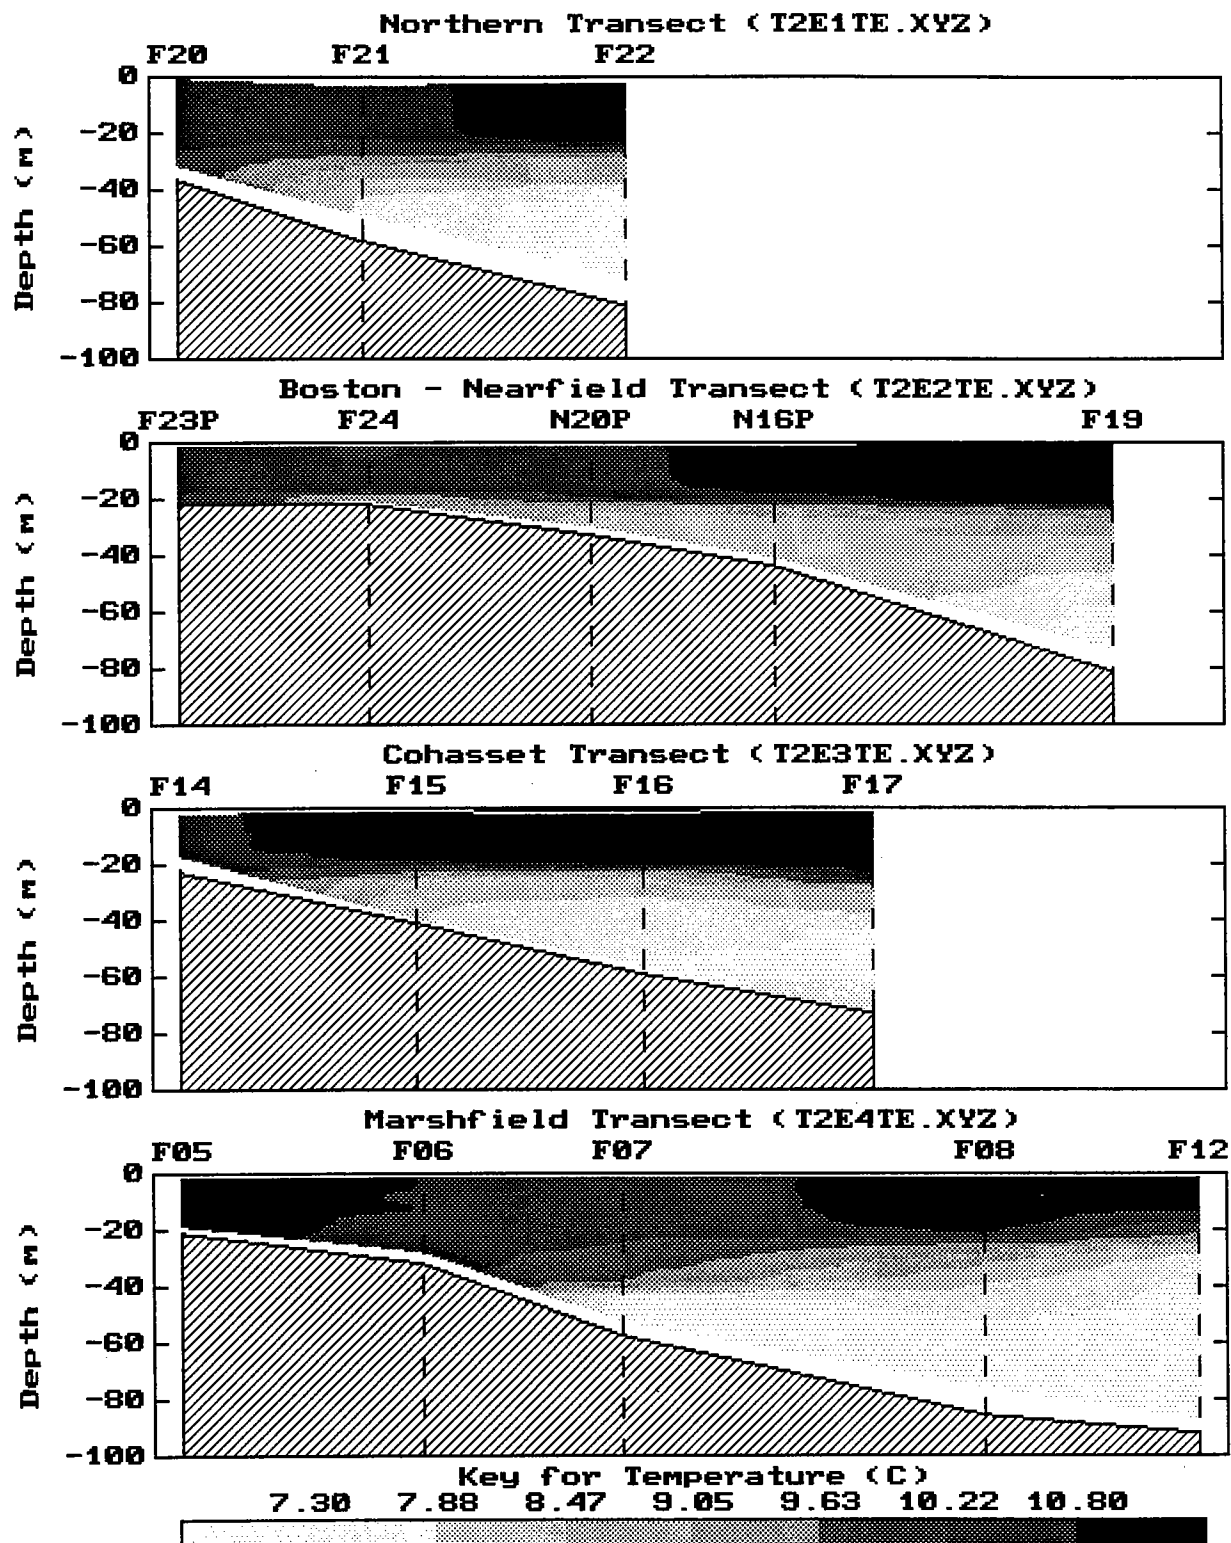 Northern Transect (T2E1TE.XYZ)
F20 F21 F22
0
-20
-40
-60
-80
-100
Depth (m)
Boston - Nearfield Transect (T2E2TE.XYZ)
F23P F24 N20P N16P F19
0
-20
-40
-60
-80
-100
Depth (m)
Cohasset Transect (T2E3TE.XYZ)
F14 F15 F16 F17
0
-20
-40
-60
-80
-100
Depth (m)
Marshfield Transect (T2E4TE.XYZ)
F05 F06 F07 F08 F12
0
-20
-40
-60
-80
-100
Depth (m)
Key for Temperature (C)
7.30 7.88 8.47 9.05 9.63 10.22 10.80